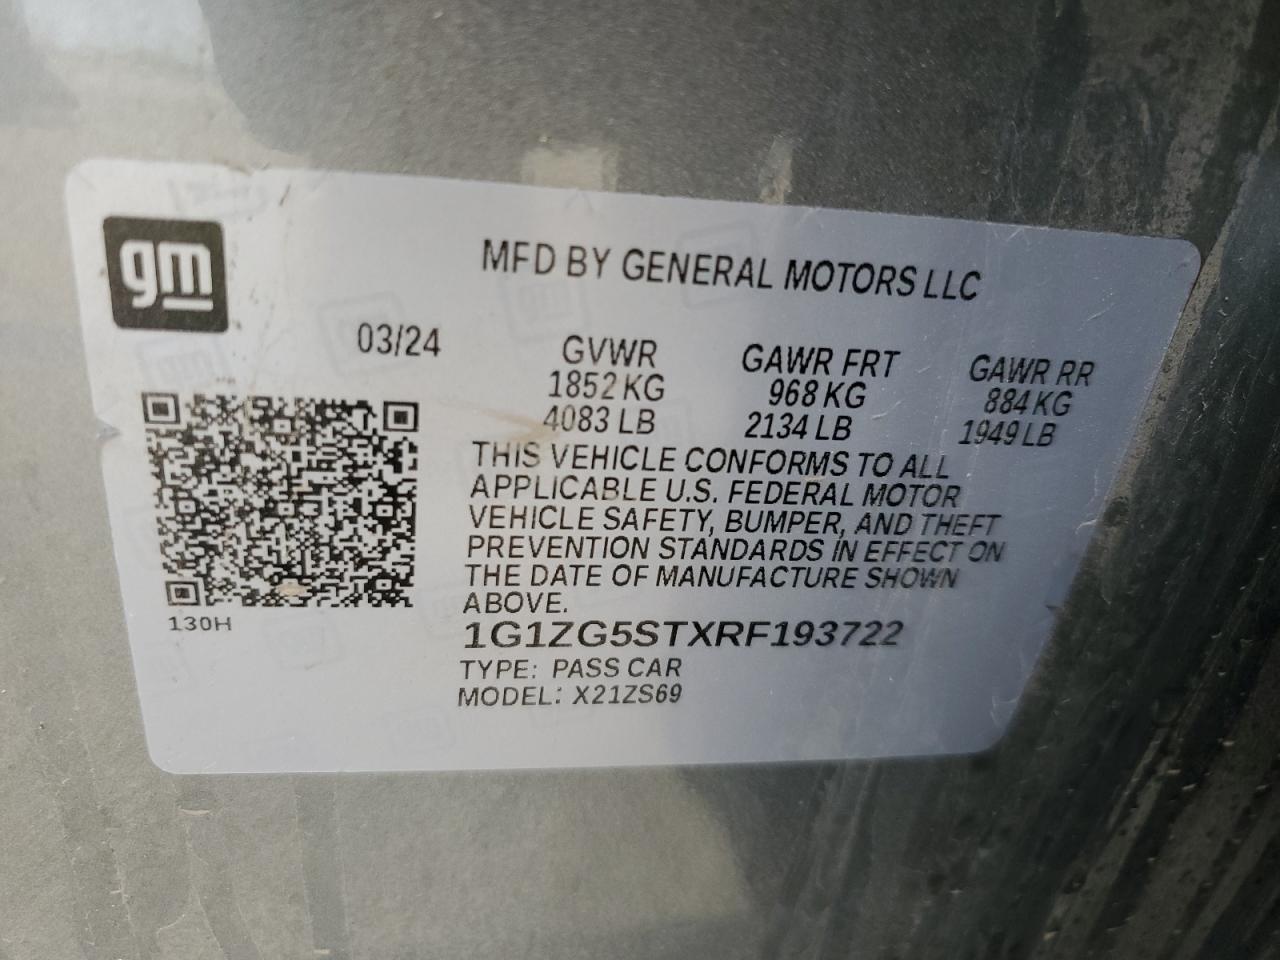 gm
MFD BY GENERAL MOTORS LLC
03/24
GVWR
1852 KG
4083 LB
GAWR FRT
968 KG
2134 LB
GAWR RR
884 KG
1949 LB
THIS VEHICLE CONFORMS TO ALL
APPLICABLE U.S. FEDERAL MOTOR
VEHICLE SAFETY, BUMPER, AND THEFT
PREVENTION STANDARDS IN EFFECT ON
THE DATE OF MANUFACTURE SHOWN
ABOVE.
130H
1G1ZG5STXRF193722
TYPE: PASS CAR
MODEL: X21ZS69